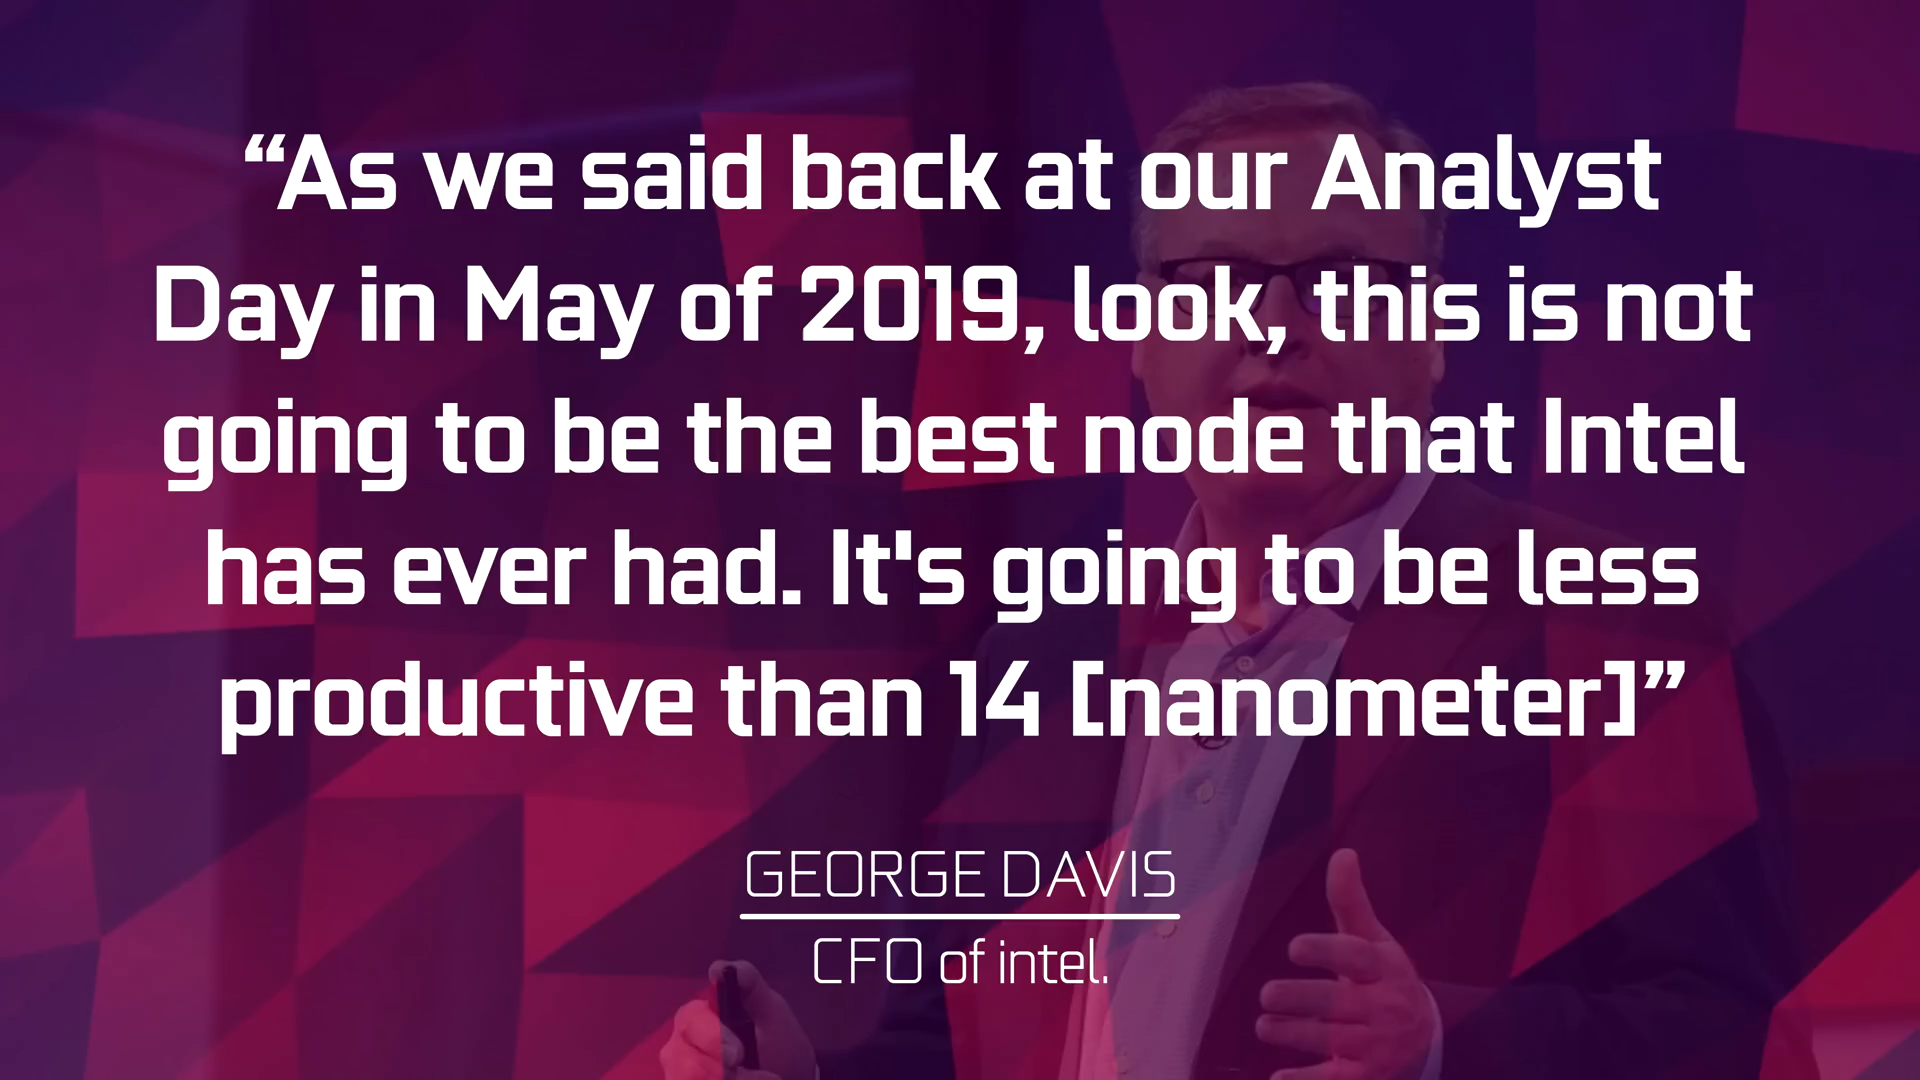 “As we said back at our Analyst
Day in May of 2019, look, this is not
going to be the best node that Intel
has ever had. It's going to be less
productive than 14 [nanometer]”
GEORGE DAVIS
CFO of intel.